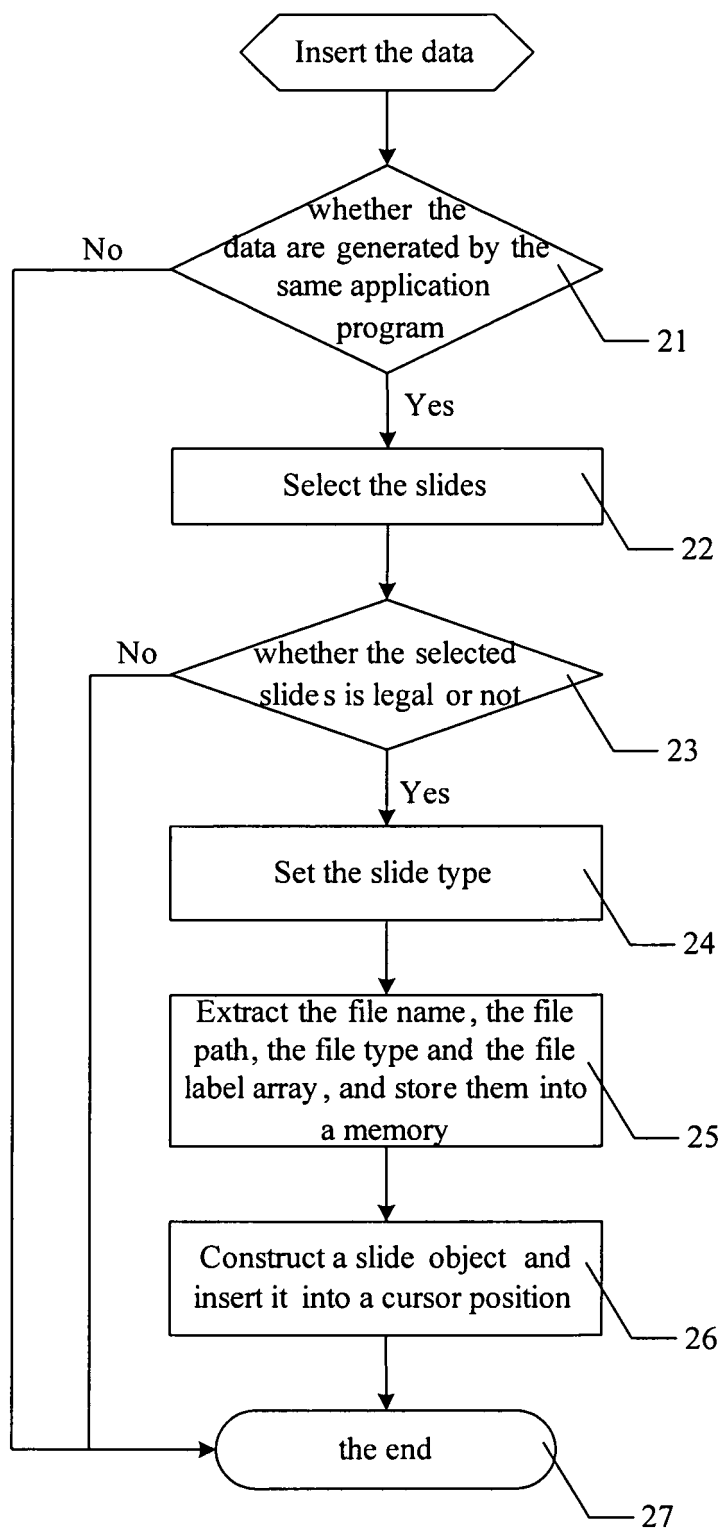 Insert the data
whether the
data are generated by the
same application
program
No
21
Yes
Select the slides
22
No
whether the selected
slides is legal or not
23
Yes
Set the slide type
24
Extract the file name, the file
path, the file type and the file
label array, and store them into
a memory
25
Construct a slide object and
insert it into a cursor position
26
the end
27